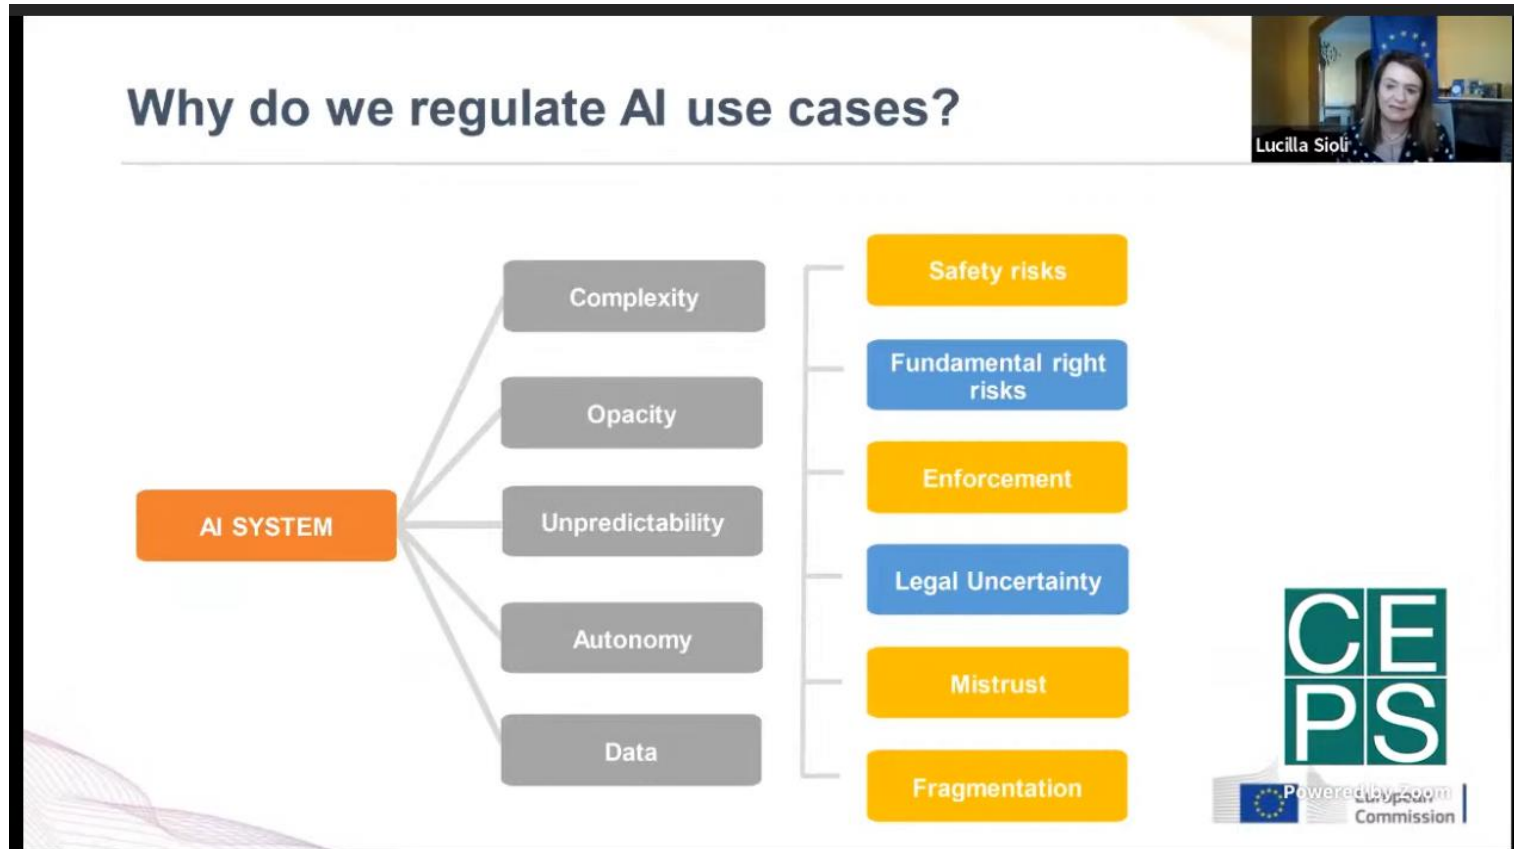 Why do we regulate AI use cases?
Lucilla Sioli
Complexity
Opacity
Unpredictability
Autonomy
Data
AI SYSTEM
Safety risks
Fundamental right
risks
Enforcement
Legal Uncertainty
Mistrust
Fragmentation
CE
PS
Powered by Zoom
European
Commission